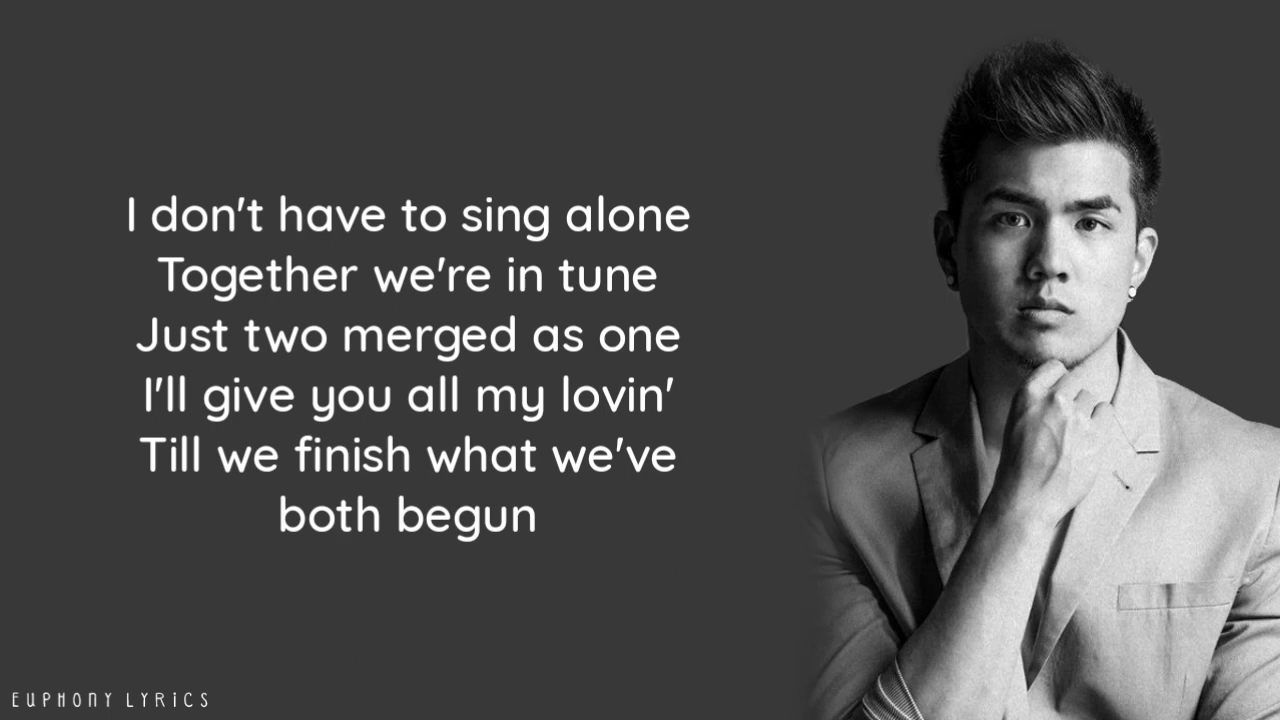 I don't have to sing alone
Together we're in tune
Just two merged as one
I'll give you all my lovin'
Till we finish what we've
both begun
EUPHONY LYRICS